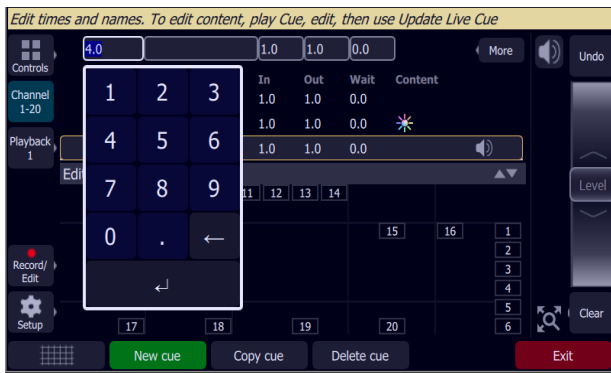 Edit times and names. To edit content, play Cue, edit, then use Update Live Cue
Controls
4.0 1.0 1.0 0.0 More Undo
In Out Wait Content
Channel
1-20
1.0 1.0 0.0
1.0 1.0 0.0
Playback
1
1.0 1.0 0.0
1 2 3
4 5 6
7 8 9
0 . ←
↵
Edi
11 12 13 14
Level
15 16 1
2
3
4
5
6
Record/
Edit
Setup
17 18 19 20
Clear
New cue Copy cue Delete cue Exit